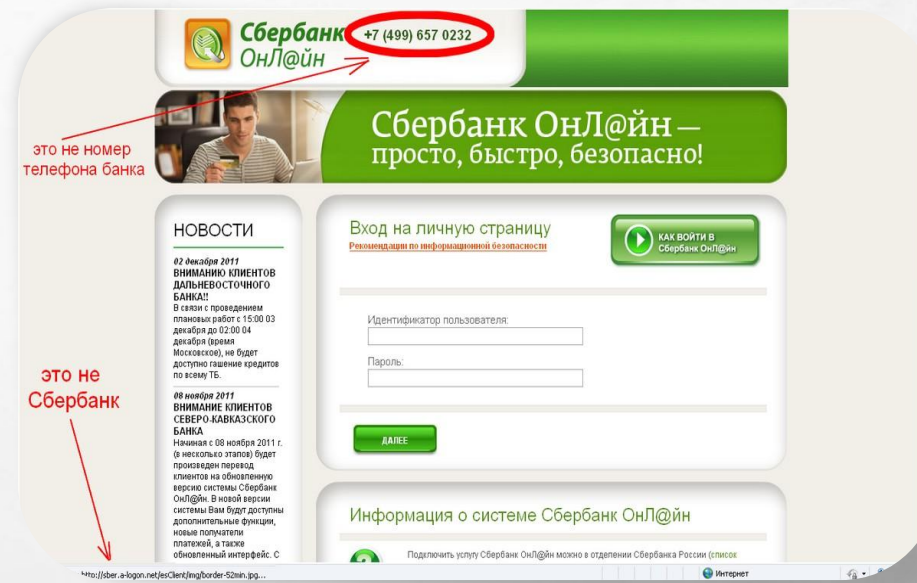 Сбербанк
ОнЛ@йн
+7 (499) 657 0232
это не номер
телефона банка
Сбербанк ОнЛ@йн —
просто, быстро, безопасно!
НОВОСТИ
02 декабря 2011
ВНИМАНИЮ КЛИЕНТОВ
ДАЛЬНЕВОСТОЧНОГО
БАНКА!!
В связи с проведением
плановых работ с 15:00 03
декабря до 02:00 04
декабря (время
Московское), не будет
доступно гашение кредитов
по всему ТБ.
08 ноября 2011
ВНИМАНИЕ КЛИЕНТОВ
СЕВЕРО-КАВКАЗСКОГО
БАНКА
Начиная с 08 ноября 2011 г.
(в несколько этапов) будет
произведен перевод
клиентов на обновленную
версию системы Сбербанк
ОнЛ@йн. В новой версии
системы Вам будут доступны
дополнительные функции,
новые получатели
платежей, а также
обновленный интерфейс. С
Вход на личную страницу
Рекомендации по информационной безопасности
КАК ВОЙТИ В
Сбербанк ОнЛ@йн
Идентификатор пользователя:
Пароль:
ДАЛЕЕ
это не
Сбербанк
Информация о системе Сбербанк ОнЛ@йн
Подключить услугу Сбербанк ОнЛ@йн можно в отделении Сбербанка России (список
http://sber.a-logon.net/esClient/img/border-52min.jpg...
Интернет